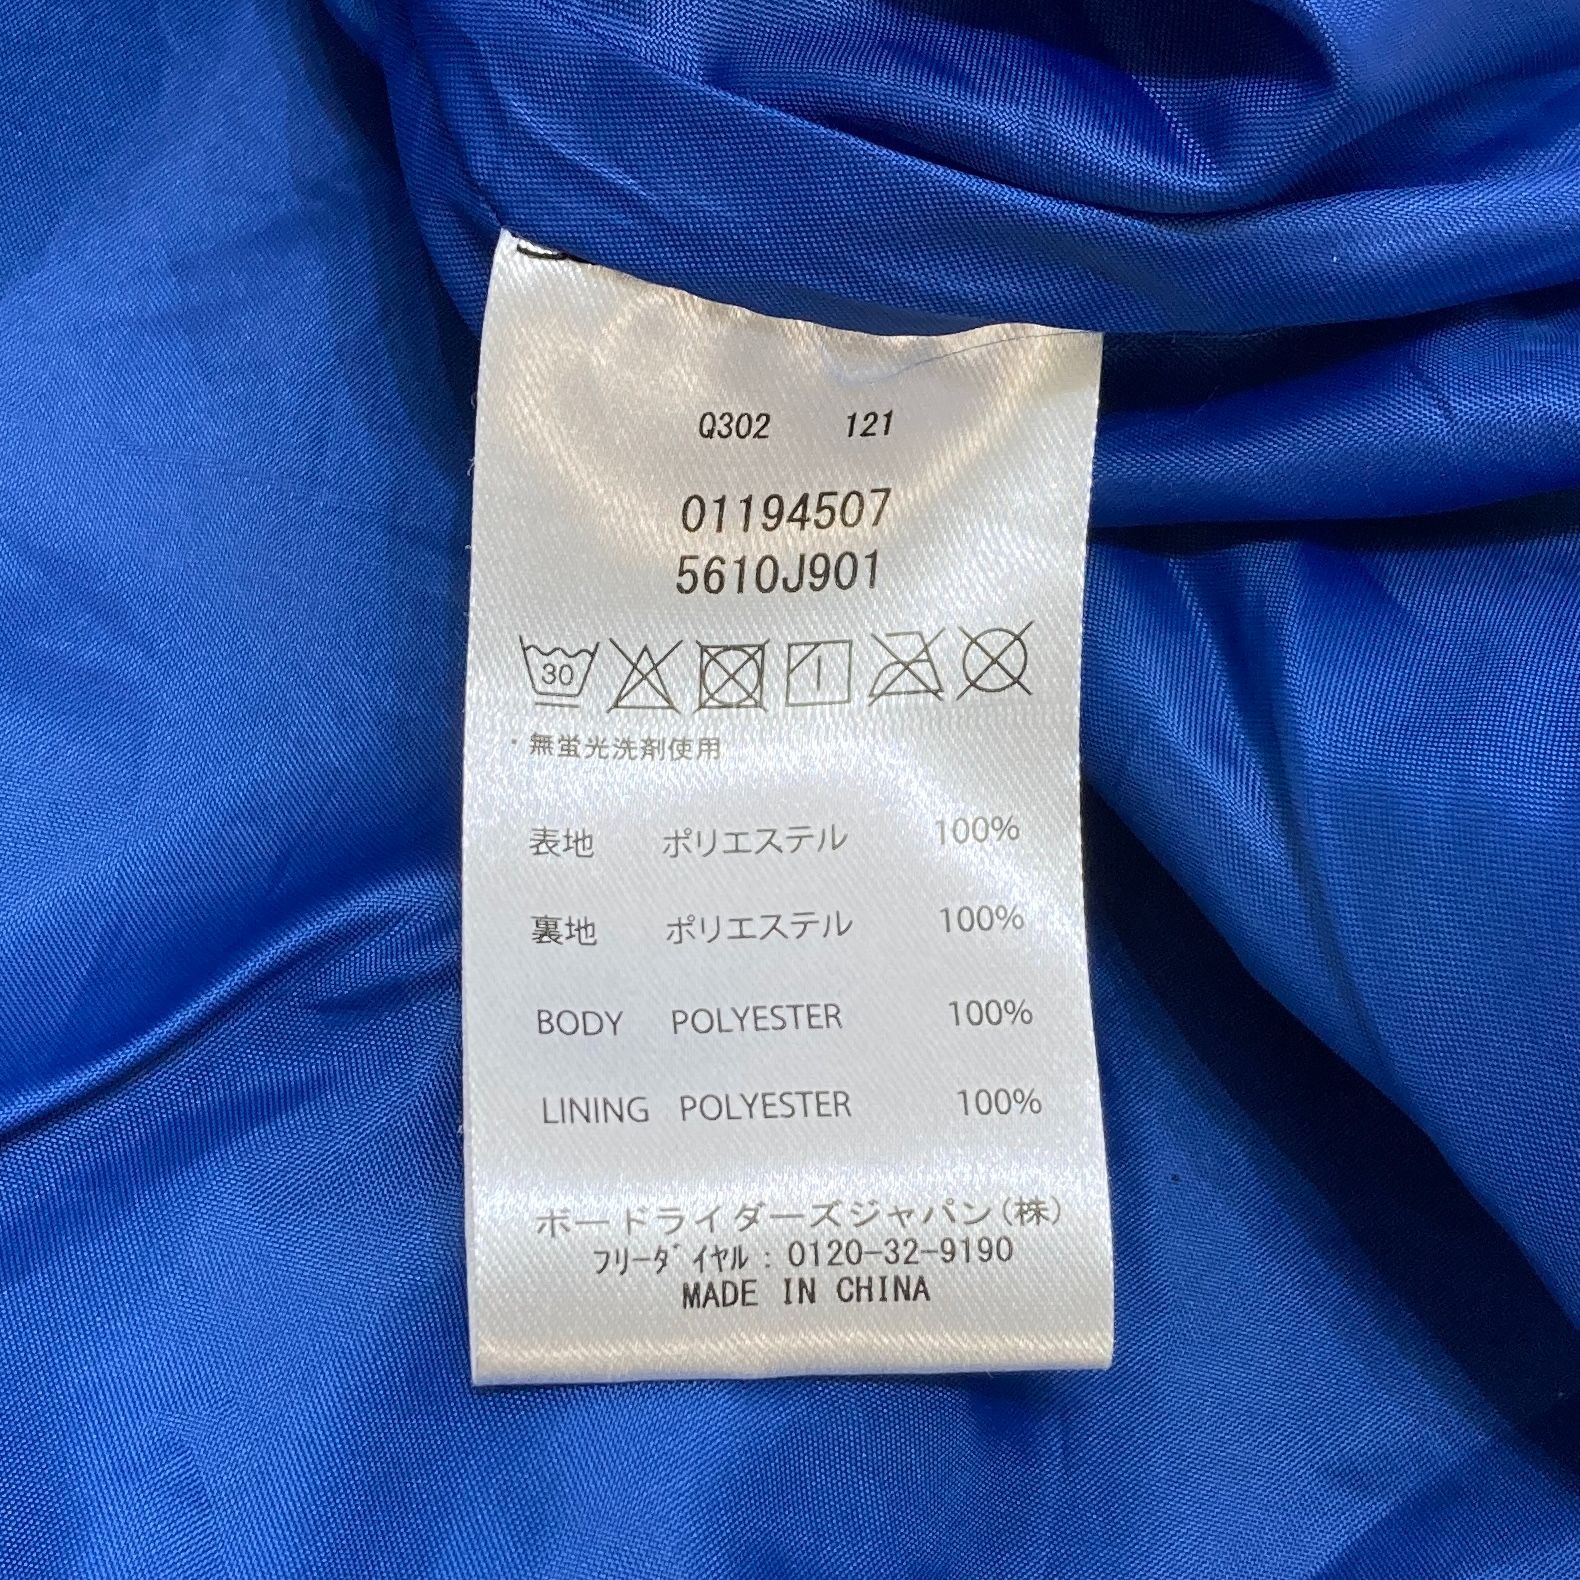 Q302 121
01194507
5610J901
30
・無蛍光洗剤使用
表地 ポリエステル 100%
裏地 ポリエステル 100%
BODY POLYESTER 100%
LINING POLYESTER 100%
ボードライダーズジャパン(株)
フリーダイヤル : 0120-32-9190
MADE IN CHINA